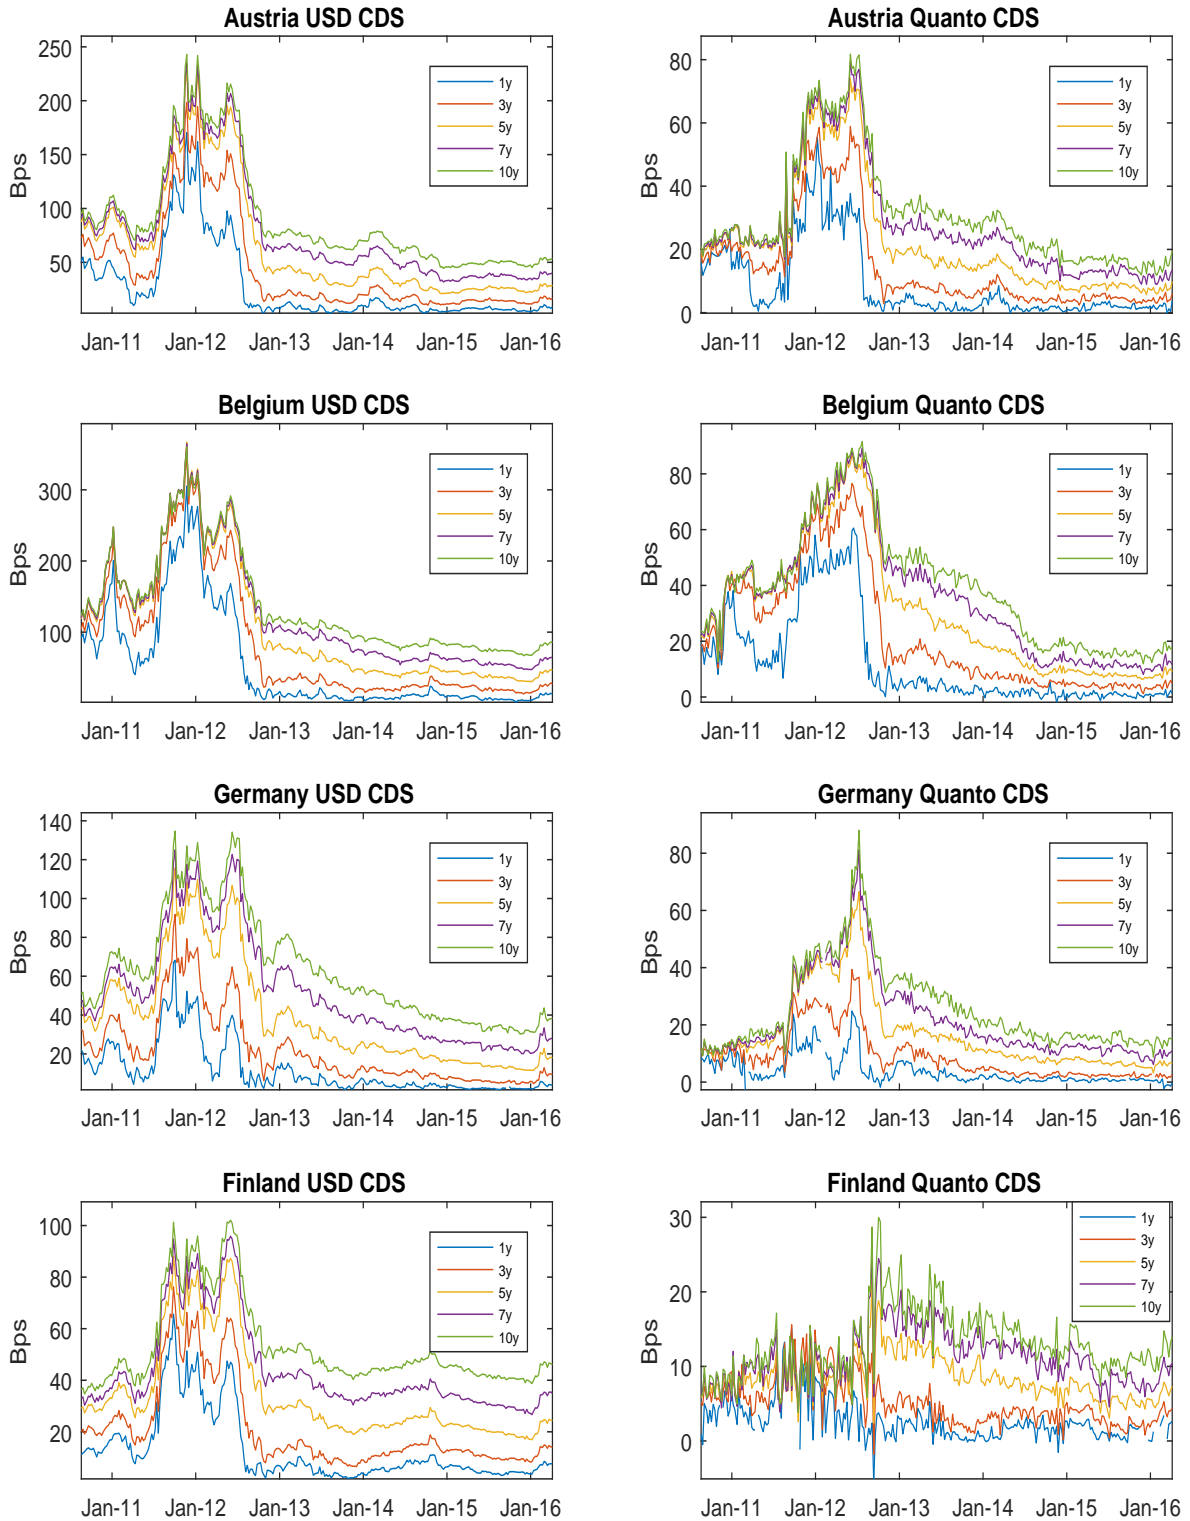 Austria USD CDS
Bps
250
200
150
100
50
1y
3y
5y
7y
10y
Jan-11 Jan-12 Jan-13 Jan-14 Jan-15 Jan-16
Austria Quanto CDS
Bps
80
60
40
20
0
1y
3y
5y
7y
10y
Jan-11 Jan-12 Jan-13 Jan-14 Jan-15 Jan-16
Belgium USD CDS
Bps
300
200
100
1y
3y
5y
7y
10y
Jan-11 Jan-12 Jan-13 Jan-14 Jan-15 Jan-16
Belgium Quanto CDS
Bps
80
60
40
20
0
1y
3y
5y
7y
10y
Jan-11 Jan-12 Jan-13 Jan-14 Jan-15 Jan-16
Germany USD CDS
Bps
140
120
100
80
60
40
20
1y
3y
5y
7y
10y
Jan-11 Jan-12 Jan-13 Jan-14 Jan-15 Jan-16
Germany Quanto CDS
Bps
80
60
40
20
0
1y
3y
5y
7y
10y
Jan-11 Jan-12 Jan-13 Jan-14 Jan-15 Jan-16
Finland USD CDS
Bps
100
80
60
40
20
1y
3y
5y
7y
10y
Jan-11 Jan-12 Jan-13 Jan-14 Jan-15 Jan-16
Finland Quanto CDS
Bps
30
20
10
0
1y
3y
5y
7y
10y
Jan-11 Jan-12 Jan-13 Jan-14 Jan-15 Jan-16